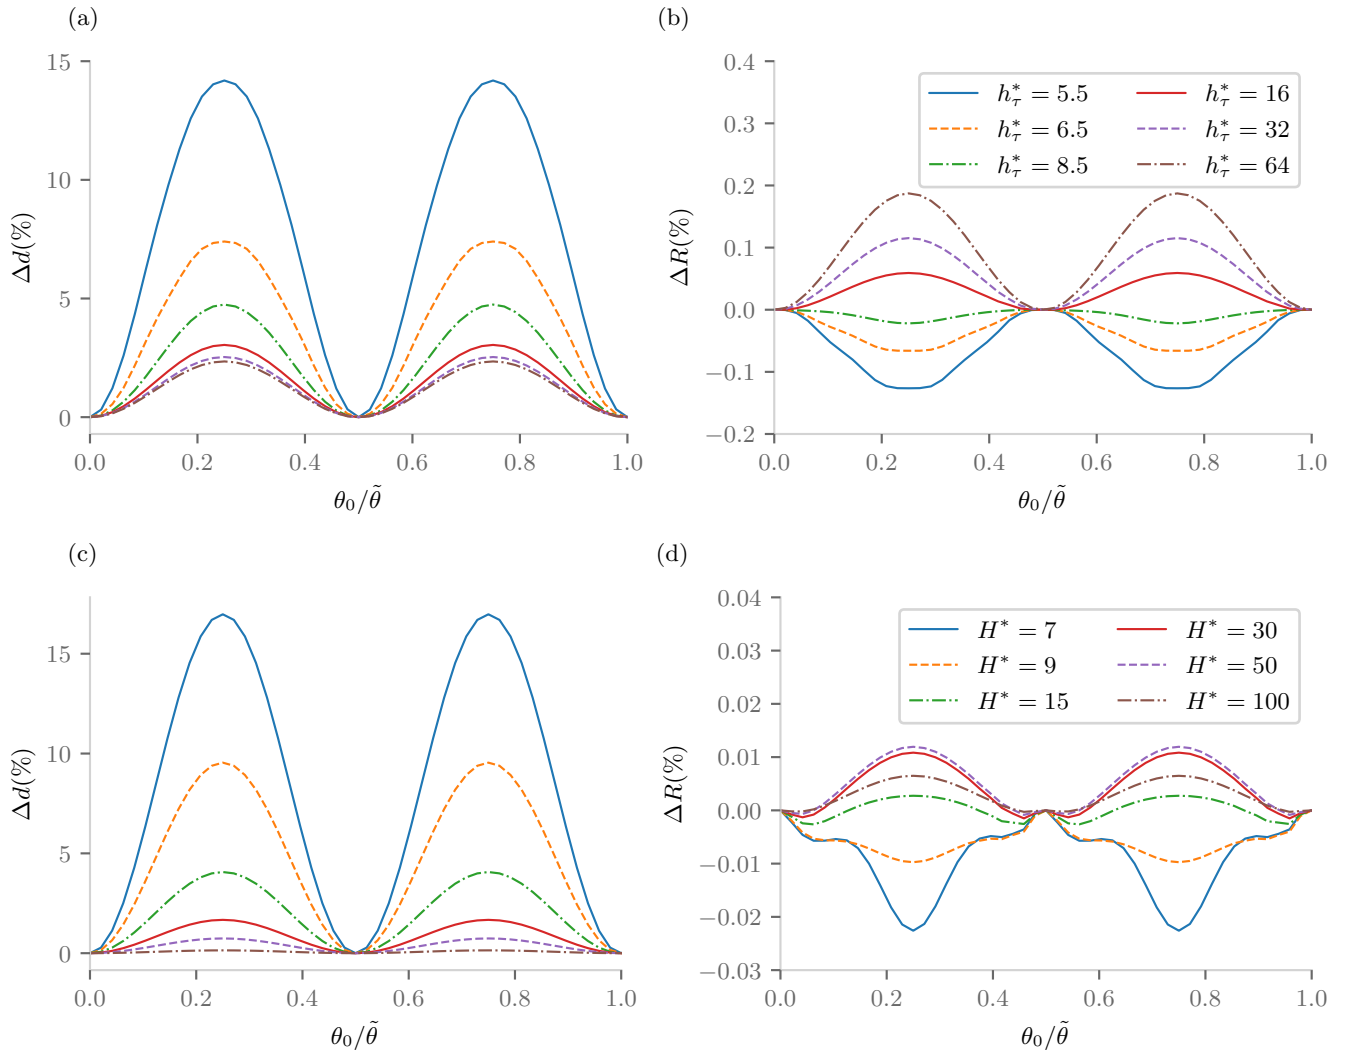 (a)
15
10
5
0
Δd(%)
0.0 0.2 0.4 0.6 0.8 1.0
θ₀/θ̃
(b)
0.4
0.3
0.2
0.1
0.0
−0.1
−0.2
ΔR(%)
h*τ = 5.5 h*τ = 16
h*τ = 6.5 h*τ = 32
h*τ = 8.5 h*τ = 64
0.0 0.2 0.4 0.6 0.8 1.0
θ₀/θ̃
(c)
15
10
5
0
Δd(%)
0.0 0.2 0.4 0.6 0.8 1.0
θ₀/θ̃
(d)
0.04
0.03
0.02
0.01
0.00
−0.01
−0.02
−0.03
ΔR(%)
H* = 7 H* = 30
H* = 9 H* = 50
H* = 15 H* = 100
0.0 0.2 0.4 0.6 0.8 1.0
θ₀/θ̃